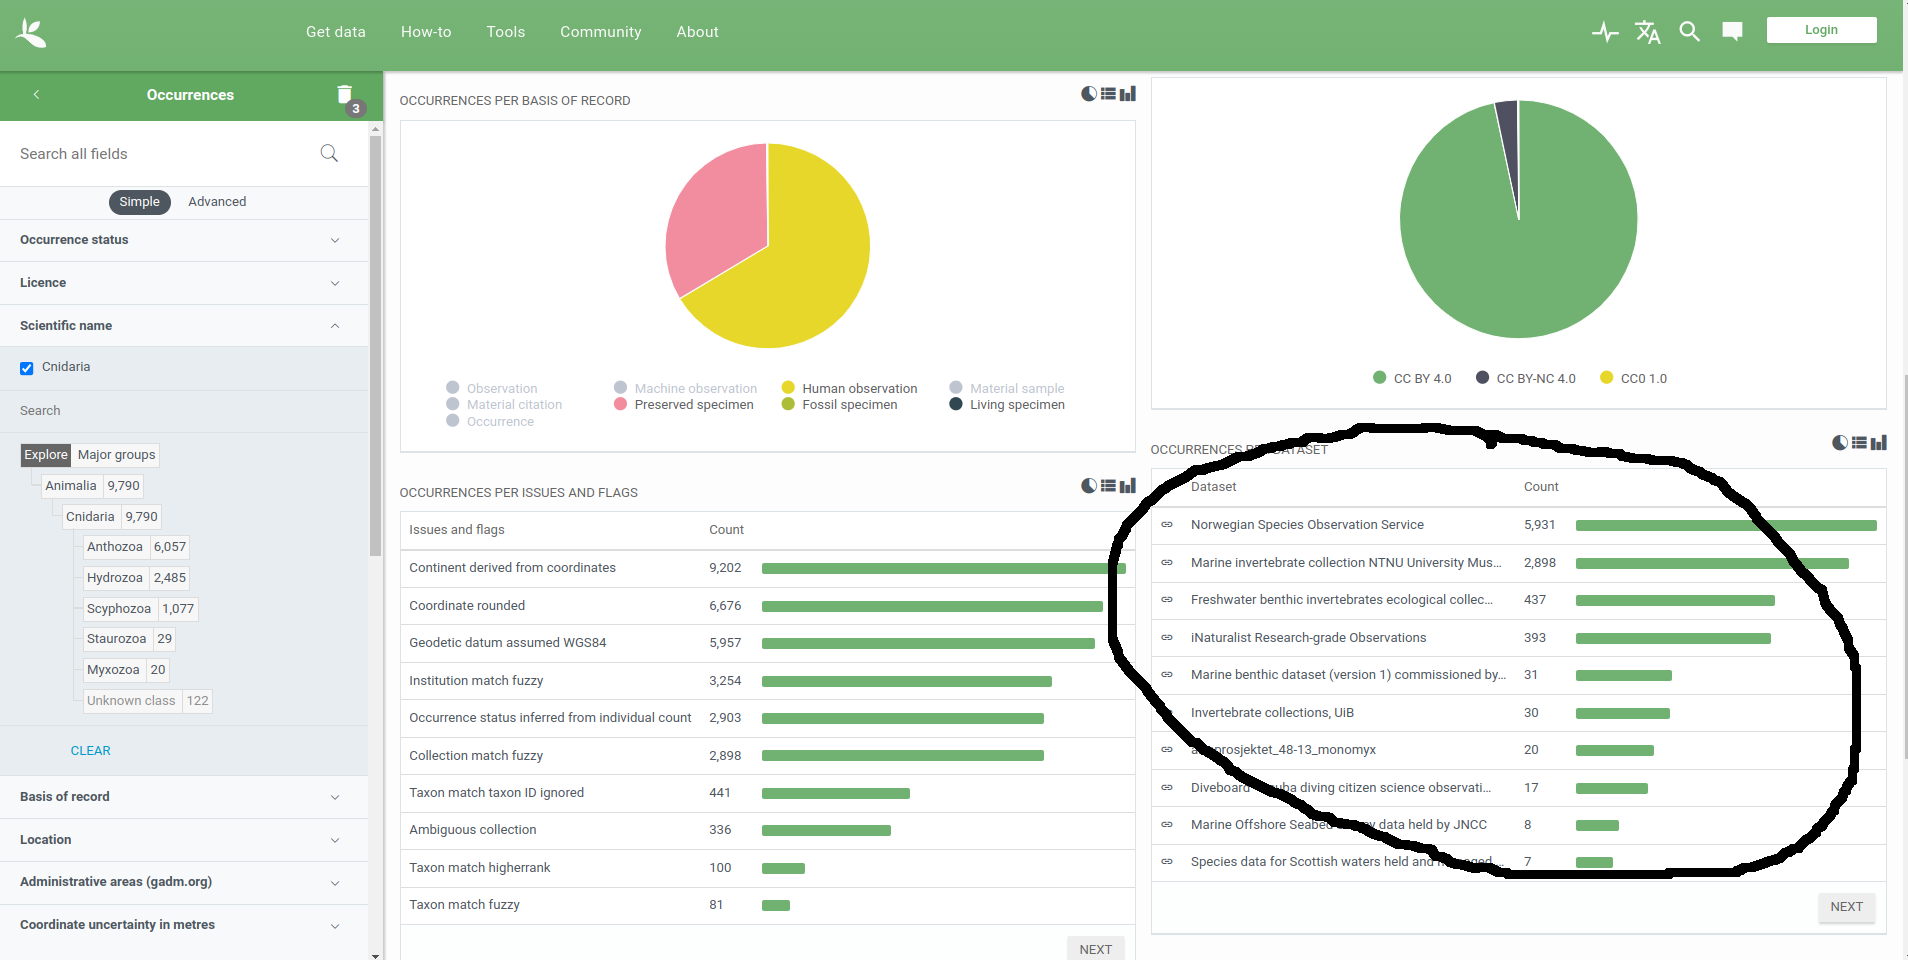 Get data How-to Tools Community About Login
Occurrences
3
Search all fields
Simple Advanced
Occurrence status
Licence
Scientific name
Cnidaria
Search
Explore Major groups
Animalia 9,790
Cnidaria 9,790
Anthozoa 6,057
Hydrozoa 2,485
Scyphozoa 1,077
Staurozoa 29
Myxozoa 20
Unknown class 122
CLEAR
Basis of record
Location
Administrative areas (gadm.org)
Coordinate uncertainty in metres
OCCURRENCES PER BASIS OF RECORD
Observation Machine observation Human observation Material sample
Material citation Preserved specimen Fossil specimen Living specimen
Occurrence
OCCURRENCES PER ISSUES AND FLAGS
Issues and flags Count
Continent derived from coordinates 9,202
Coordinate rounded 6,676
Geodetic datum assumed WGS84 5,957
Institution match fuzzy 3,254
Occurrence status inferred from individual count 2,903
Collection match fuzzy 2,898
Taxon match taxon ID ignored 441
Ambiguous collection 336
Taxon match higherrank 100
Taxon match fuzzy 81
NEXT
CC BY 4.0 CC BY-NC 4.0 CC0 1.0
OCCURRENCES DATASET
Dataset Count
Norwegian Species Observation Service 5,931
Marine invertebrate collection NTNU University Mus... 2,898
Freshwater benthic invertebrates ecological collec... 437
iNaturalist Research-grade Observations 393
Marine benthic dataset (version 1) commissioned by... 31
Invertebrate collections, UiB 30
prosjektet_48-13_monomyx 20
Diveboard diving citizen science observati... 17
Marine Offshore Seabed data held by JNCC 8
Species data for Scottish waters held and 7
NEXT